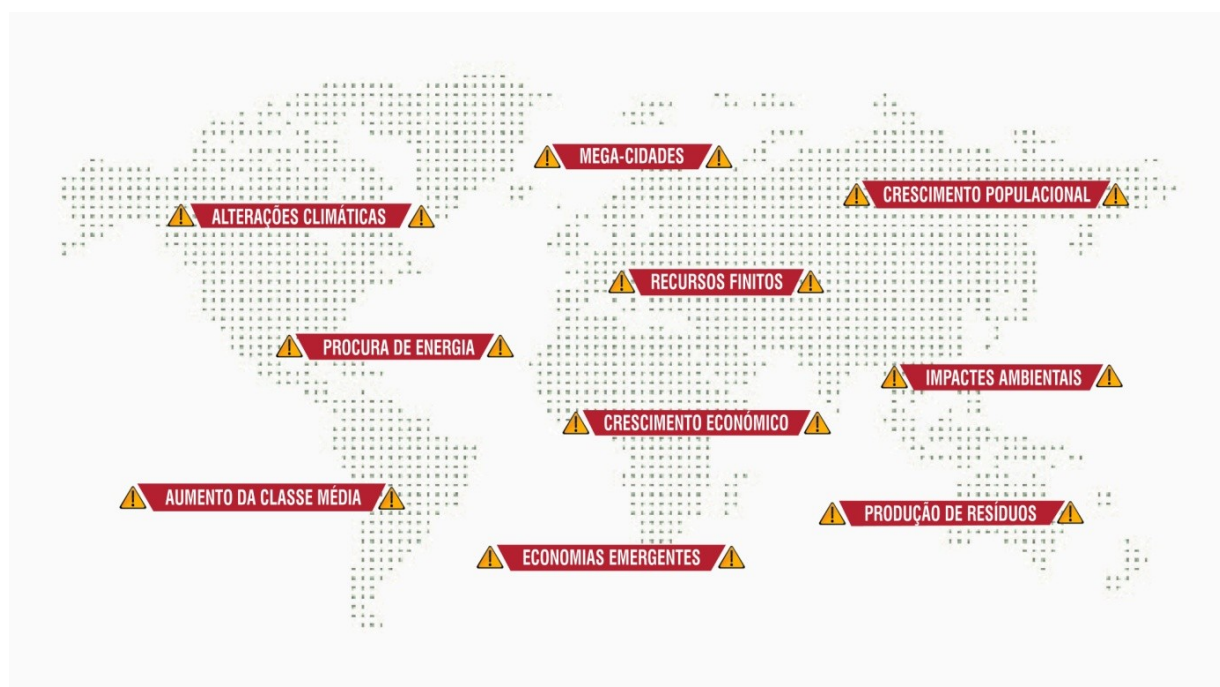 MEGA-CIDADES
CRESCIMENTO POPULACIONAL
ALTERAÇÕES CLIMÁTICAS
RECURSOS FINITOS
PROCURA DE ENERGIA
IMPACTES AMBIENTAIS
CRESCIMENTO ECONÓMICO
AUMENTO DA CLASSE MÉDIA
PRODUÇÃO DE RESÍDUOS
ECONOMIAS EMERGENTES